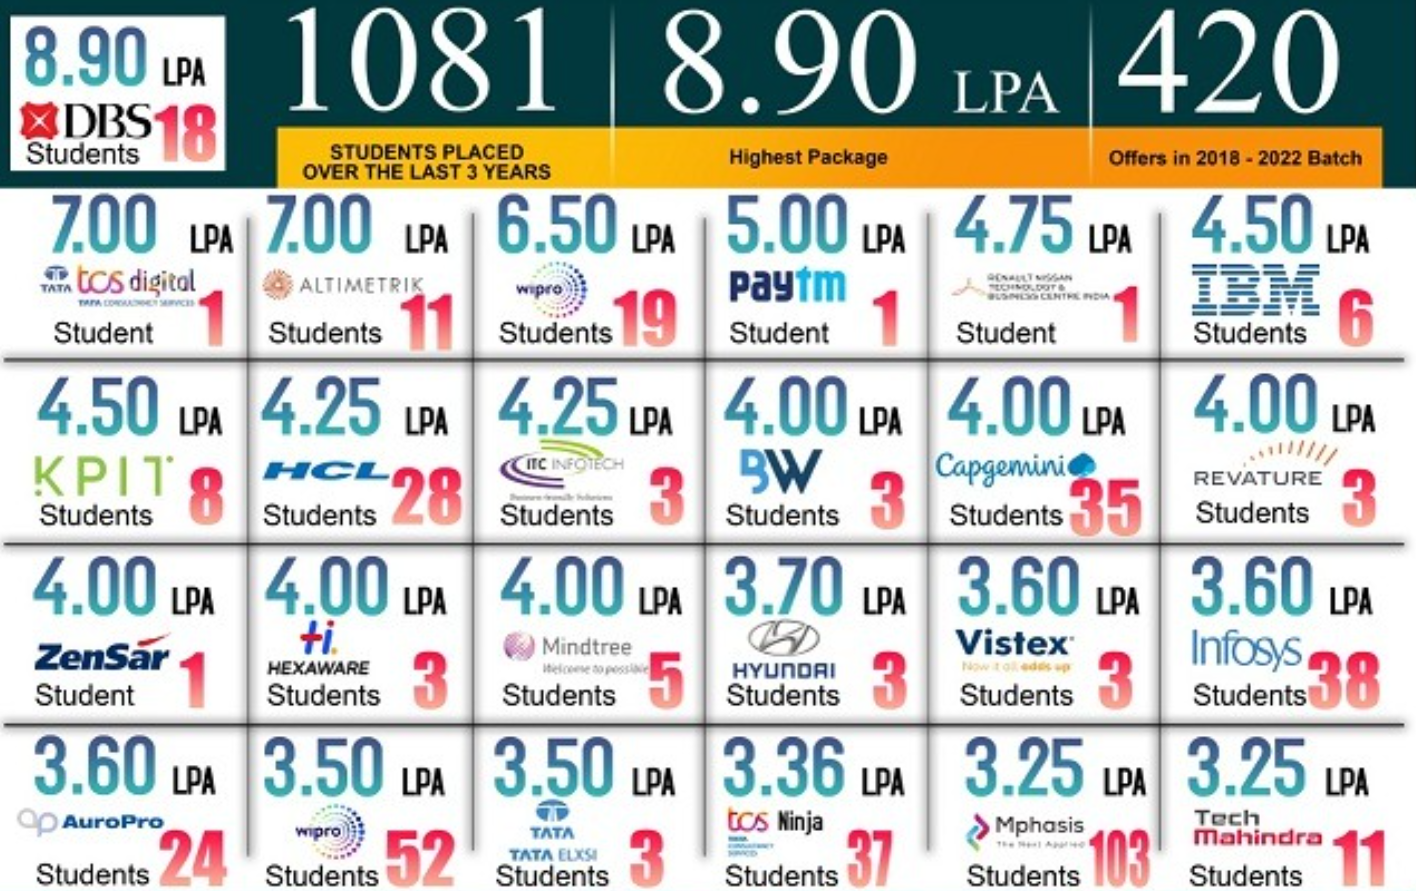 8.90 LPA
DBS
Students 18
1081
STUDENTS PLACED
OVER THE LAST 3 YEARS
8.90 LPA
Highest Package
420
Offers in 2018 - 2022 Batch
7.00 LPA
TATA tcs digital
TATA CONSULTANCY SERVICES
Student 1
7.00 LPA
ALTIMETRIK
Students 11
6.50 LPA
wipro
Students 19
5.00 LPA
paytm
Student 1
4.75 LPA
RENAULT NISSAN
TECHNOLOGY &
BUSINESS CENTRE INDIA
Student 1
4.50 LPA
IBM
Students 6
4.50 LPA
KPIT
Students 8
4.25 LPA
HCL
Students 28
4.25 LPA
ITC INFOTECH
Business-friendly Solutions
Students 3
4.00 LPA
BW
Students 3
4.00 LPA
Capgemini
Students 35
4.00 LPA
REVATURE
Students 3
4.00 LPA
ZenSar
Student 1
4.00 LPA
Hi.
HEXAWARE
Students 3
4.00 LPA
Mindtree
Welcome to possible
Students 5
3.70 LPA
HYUNDAI
Students 3
3.60 LPA
Vistex
Now it all adds up
Students 3
3.60 LPA
Infosys
Students 38
3.60 LPA
AuroPro
Students 24
3.50 LPA
wipro
Students 52
3.50 LPA
TATA
TATA ELXSI
Students 3
3.36 LPA
tcs Ninja
TATA
CONSULTANCY
SERVICES
Students 37
3.25 LPA
Mphasis
The Next Applied
Students 103
3.25 LPA
Tech
Mahindra
Students 11